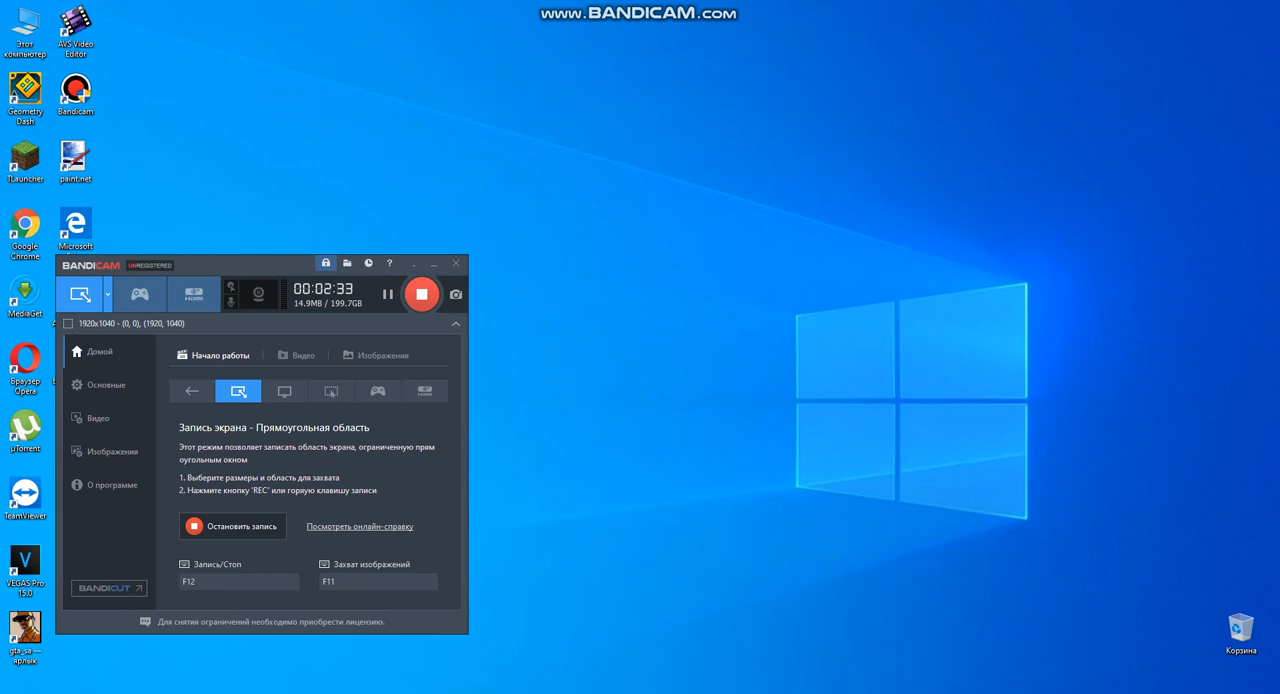 www.BANDICAM.com
Этот
компьютер
AVS Video
Editor
Geometry
Dash
Bandicam
TLauncher
paint.net
Google
Chrome
Microsoft
MediaGet
Браузер
Opera
µTorrent
TeamViewer
VEGAS Pro
15.0
gta_sa —
ярлык
Корзина
BANDICAM UNREGISTERED
?
HDMI
00:02:33
14.9MB / 199.7GB
1920x1040 - (0, 0), (1920, 1040)
Домой
Основные
Видео
Изображения
О программе
BANDICUT
Начало работы
Видео
Изображения
HDMI
Запись экрана - Прямоугольная область
Этот режим позволяет записать область экрана, ограниченную прям
оугольным окном
1. Выберите размеры и область для захвата
2. Нажмите кнопку 'REC' или горяую клавишу записи
Остановить запись
Посмотреть онлайн-справку
Запись/Стоп
F12
Захват изображений
F11
Для снятия ограничений необходимо приобрести лицензию.